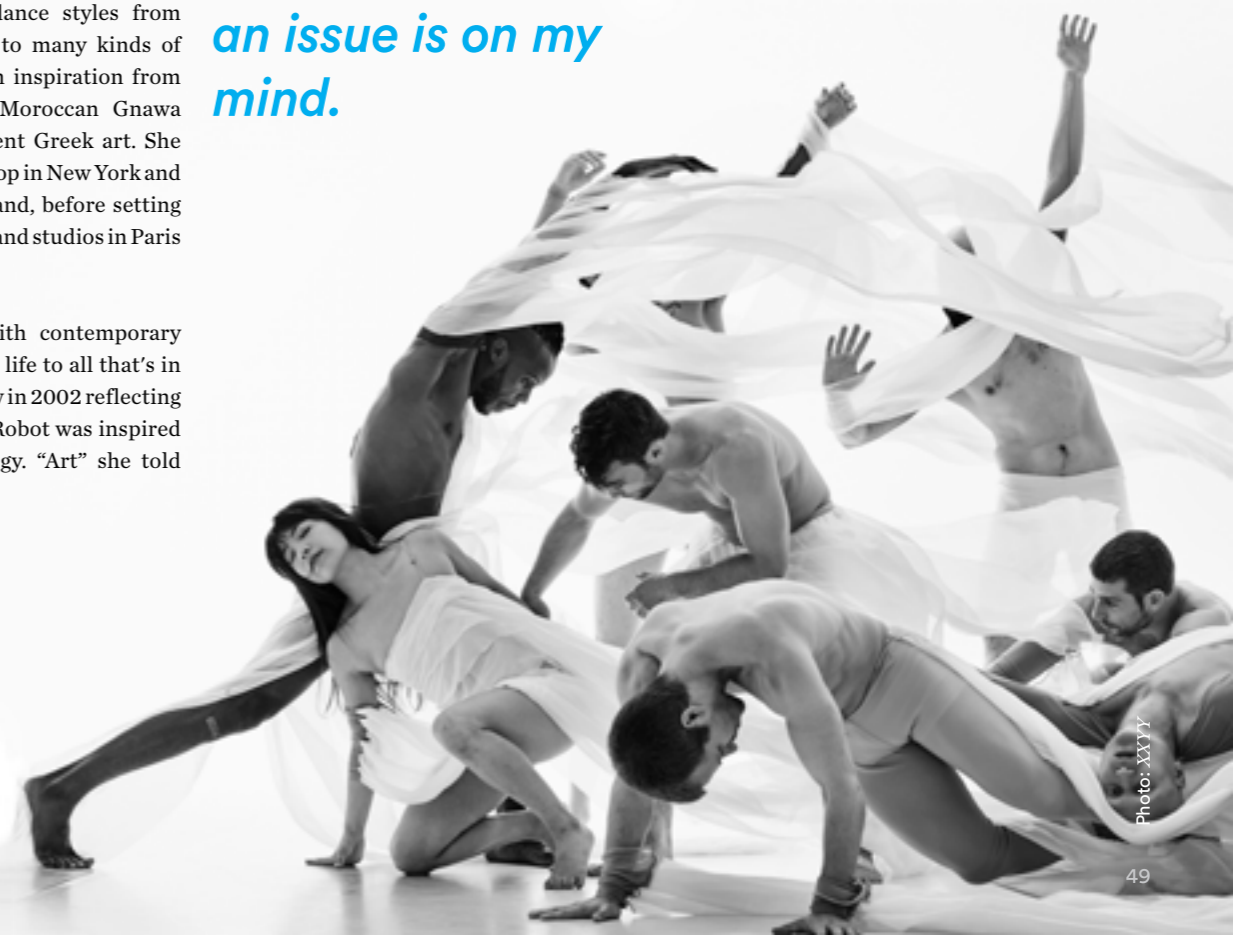 lance styles from
to many kinds of
n inspiration from
Moroccan Gnawa
ent Greek art. She
op in New York and
and, before setting
and studios in Paris
ith contemporary
life to all that's in
y in 2002 reflecting
Robot was inspired
gy. “Art” she told
an issue is on my
mind.
Photo: XXYY
49